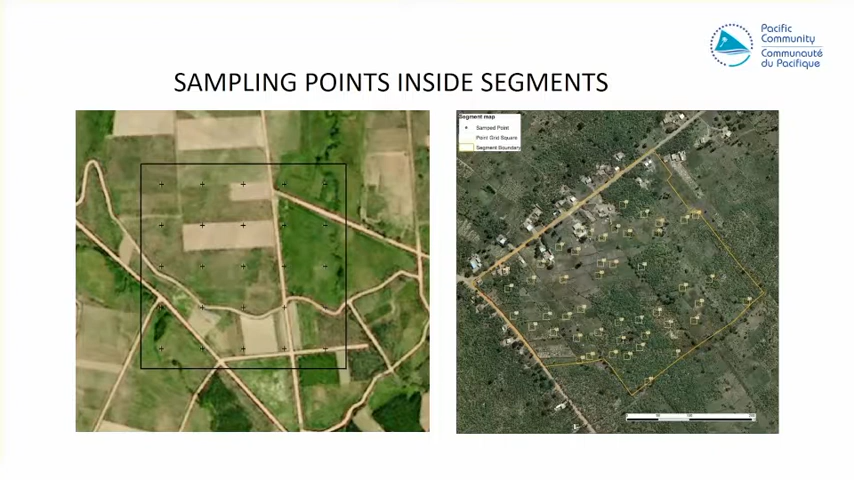 Pacific
Community
Communauté
du Pacifique
SAMPLING POINTS INSIDE SEGMENTS
Segment map
Sampled Point
Point Grid Square
Segment Boundary